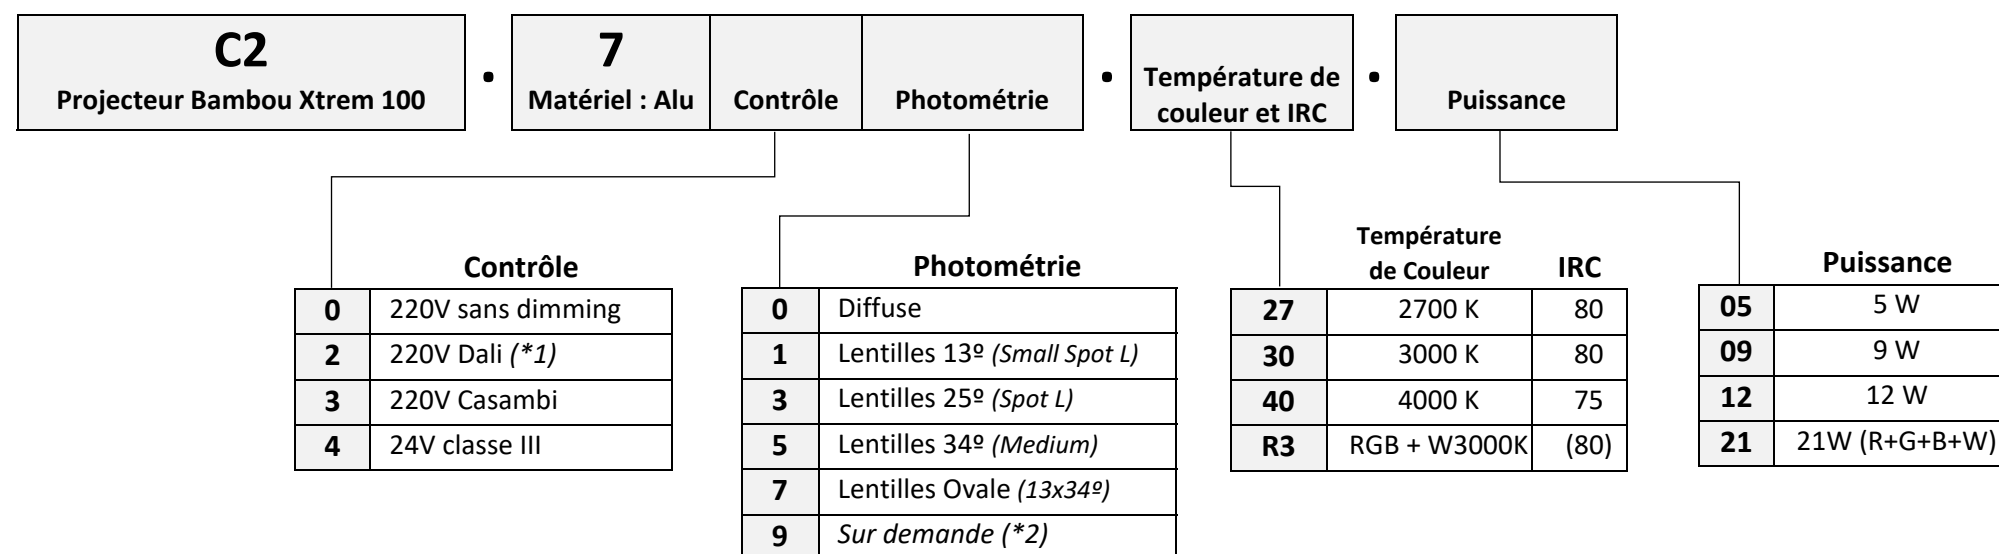 C2
Projecteur Bambou Xtrem 100
.
7
Matériel : Alu
Contrôle
Photométrie
.
Température de
couleur et IRC
.
Puissance
Contrôle
0 220V sans dimming
2 220V Dali (*1)
3 220V Casambi
4 24V classe III
Photométrie
0 Diffuse
1 Lentilles 13º (Small Spot L)
3 Lentilles 25º (Spot L)
5 Lentilles 34º (Medium)
7 Lentilles Ovale (13x34º)
9 Sur demande (*2)
Température
de Couleur IRC
27 2700 K 80
30 3000 K 80
40 4000 K 75
R3 RGB + W3000K (80)
Puissance
05 5 W
09 9 W
12 12 W
21 21W (R+G+B+W)